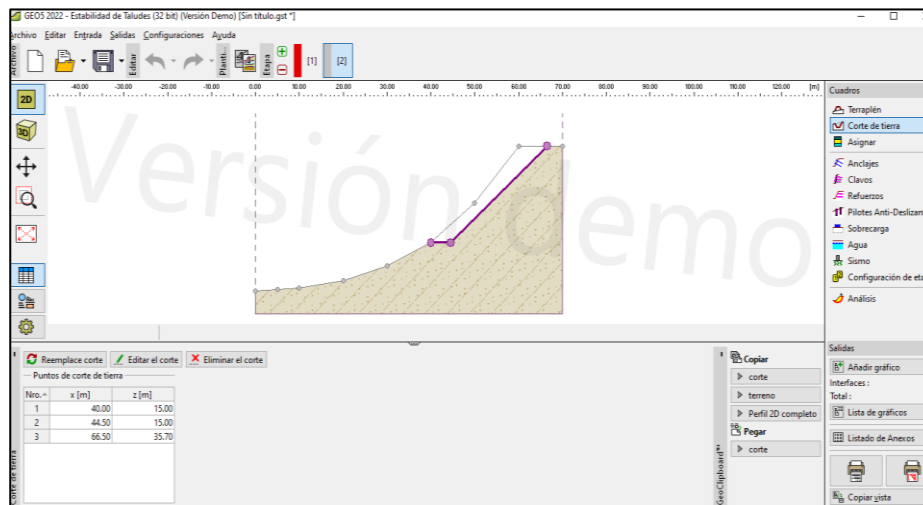 GEO5 2022 - Estabilidad de Taludes (32 bit) (Versión Demo) [Sin título.gst *]
Archivo Editar Entrada Salidas Configuraciones Ayuda
Archivo
Editar
Planti...
Etapa
[1]
[2]
-40.00 -30.00 -20.00 -10.00 0.00 10.00 20.00 30.00 40.00 50.00 60.00 70.00 80.00 90.00 100.00 110.00 120.00 [m]
2D
3D
Versión demo
Cuadros
Terraplén
Corte de tierra
Asignar
Anclajes
Clavos
Refuerzos
Pilotes Anti-Deslizam
Sobrecarga
Agua
Sismo
Configuración de eta
Análisis
Reemplace corte Editar el corte Eliminar el corte
Puntos de corte de tierra
Nro. x [m] z [m]
1 40.00 15.00
2 44.50 15.00
3 66.50 35.70
Corte de tierra
GeoClipboard™
Copiar
corte
terreno
Perfil 2D completo
Pegar
corte
Salidas
Añadir gráfico
Interfaces :
Total :
Lista de gráficos
Listado de Anexos
Copiar vista